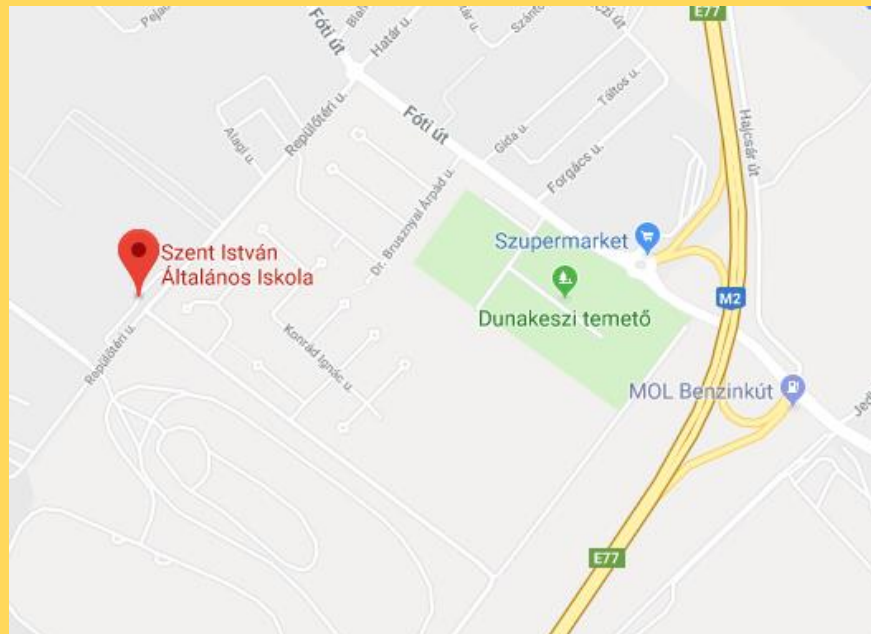 E77
Fóti út
Határ u.
Repülőtéri u.
Alagi u.
Fóti út
Gida u.
Táltos u.
Forgács u.
Hajcsár út
Dr. Brusznyai Árpád u.
Szupermarket
Szent István
Általános Iskola
Dunakeszi temető
M2
Konrád Ignác u.
Repülőtéri u.
MOL Benzinkút
E77